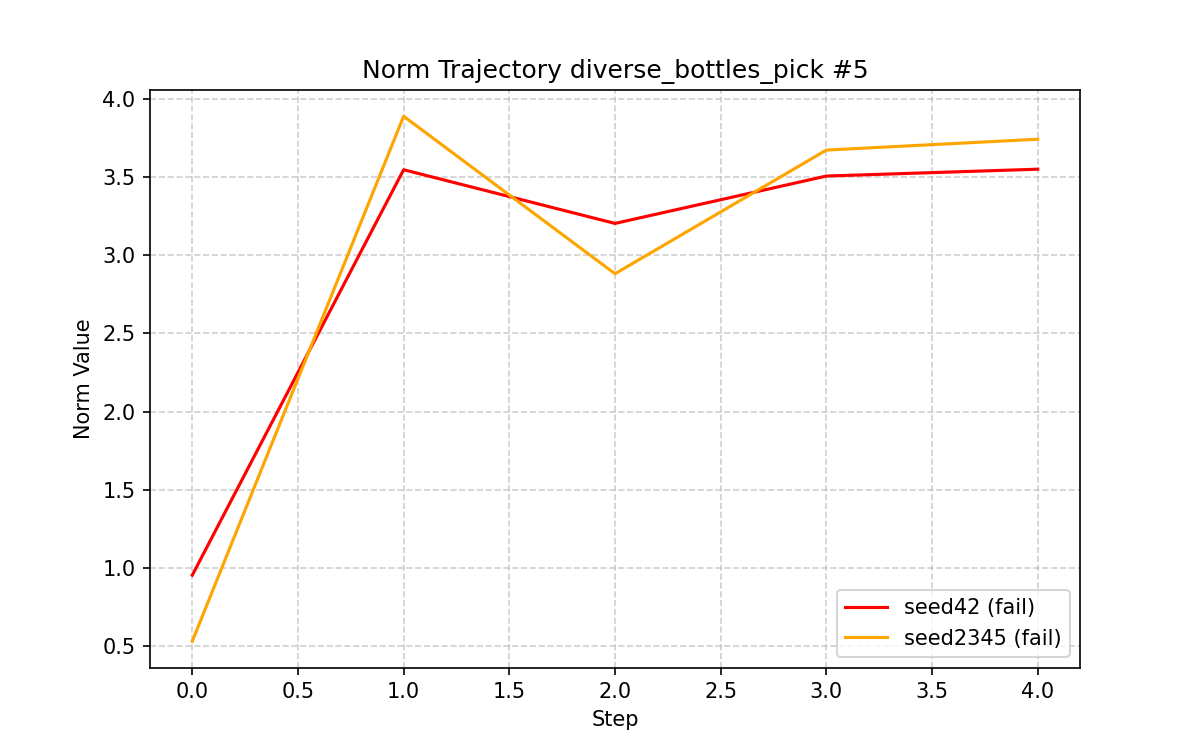 Norm Trajectory diverse_bottles_pick #5
Norm Value
4.0
3.5
3.0
2.5
2.0
1.5
1.0
0.5
0.0 0.5 1.0 1.5 2.0 2.5 3.0 3.5 4.0
Step
seed42 (fail)
seed2345 (fail)